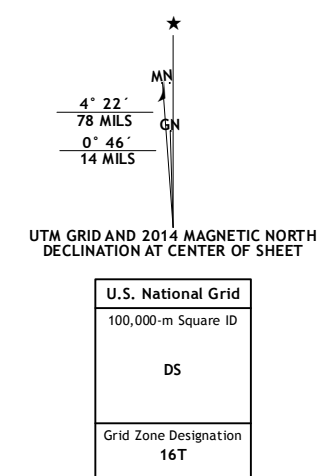 ★
MN
GN
4° 22´
78 MILS
0° 46´
14 MILS
UTM GRID AND 2014 MAGNETIC NORTH
DECLINATION AT CENTER OF SHEET
U.S. National Grid
100,000-m Square ID
DS
Grid Zone Designation
16T